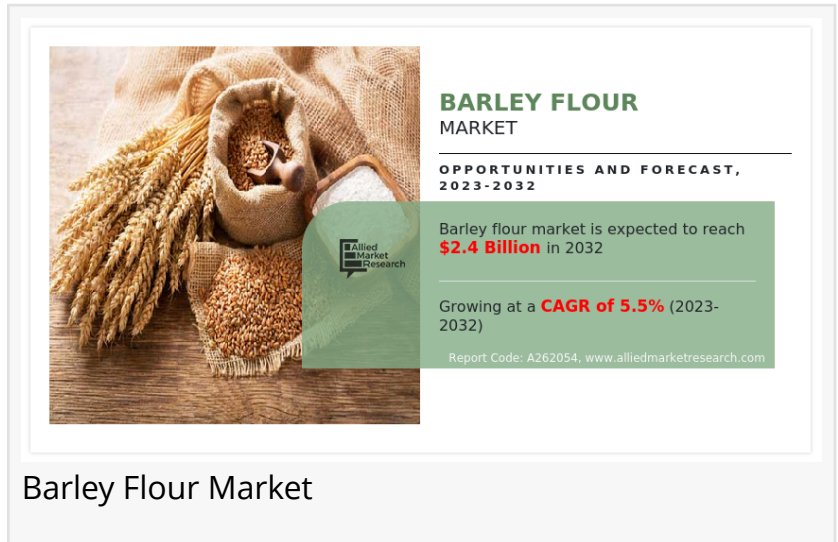 BARLEY FLOUR
MARKET
OPPORTUNITIES AND FORECAST,
2023-2032
Barley flour market is expected to reach
$2.4 Billion in 2032
Allied
Market
Research
Growing at a CAGR of 5.5% (2023-
2032)
Report Code: A262054, www.alliedmarketresearch.com
Barley Flour Market